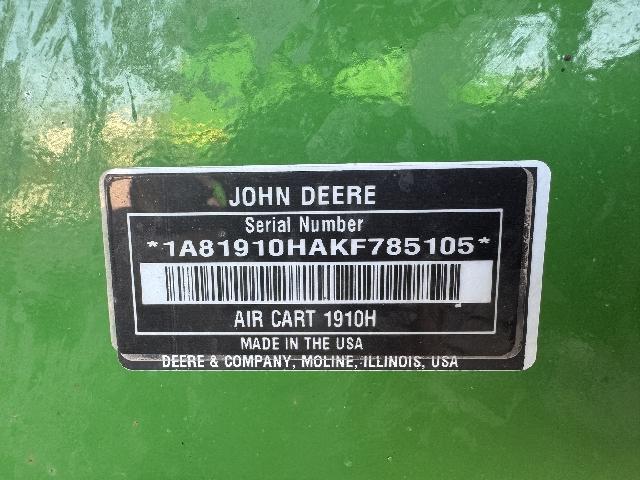 JOHN DEERE
Serial Number
*1A81910HAKF785105*
AIR CART 1910H
MADE IN THE USA
DEERE & COMPANY, MOLINE, ILLINOIS, USA